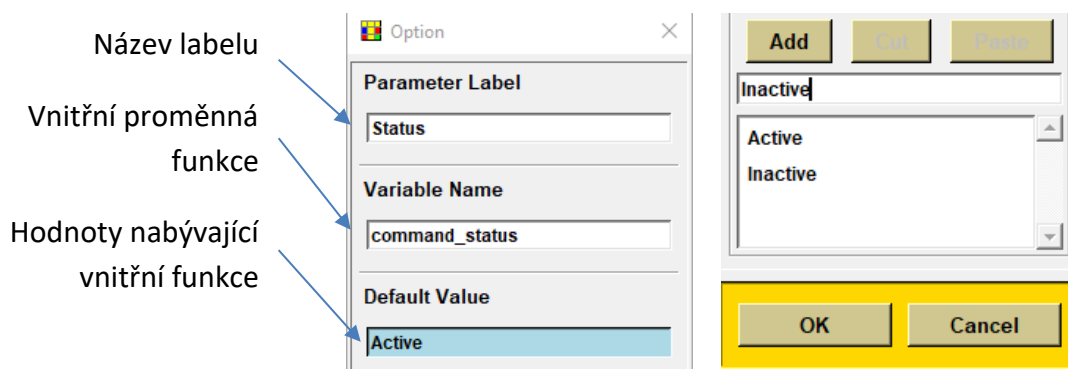 Název labelu
Vnitřní proměnná
funkce
Hodnoty nabývající
vnitřní funkce
Option
Parameter Label
Status
Variable Name
command_status
Default Value
Active
Add
Cut
Paste
Inactive
Active
Inactive
OK
Cancel